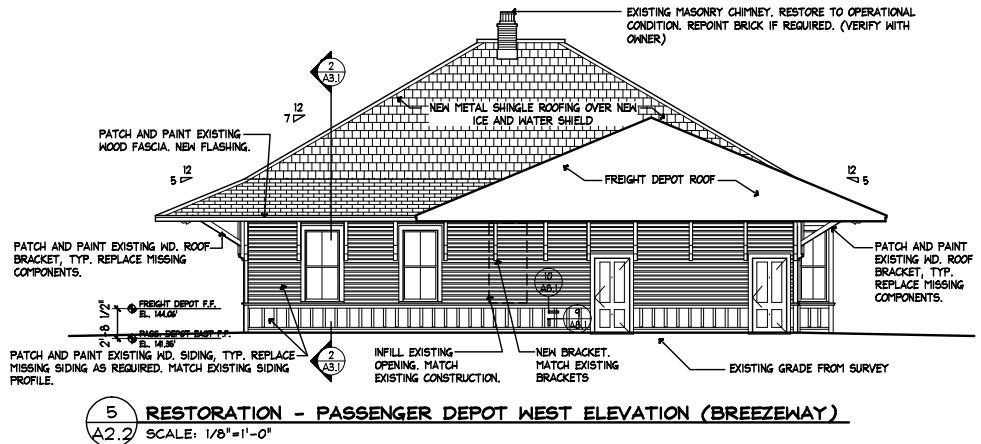 EXISTING MASONRY CHIMNEY. RESTORE TO OPERATIONAL
CONDITION. REPOINT BRICK IF REQUIRED. (VERIFY WITH
OWNER)
2
A3.1
12
7
NEW METAL SHINGLE ROOFING OVER NEW
ICE AND WATER SHIELD
PATCH AND PAINT EXISTING
WOOD FASCIA. NEW FLASHING.
12
5
FREIGHT DEPOT ROOF
12
5
PATCH AND PAINT EXISTING WD. ROOF
BRACKET, TYP. REPLACE MISSING
COMPONENTS.
PATCH AND PAINT
EXISTING WD. ROOF
BRACKET, TYP.
REPLACE MISSING
COMPONENTS.
10
A8.1
FREIGHT DEPOT F.F.
EL. 144.06'
2'-8 1/2"
9
A8.1
PASS. DEPOT EAST F.F.
EL. 141.35'
PATCH AND PAINT EXISTING WD. SIDING, TYP. REPLACE
MISSING SIDING AS REQUIRED. MATCH EXISTING SIDING
PROFILE.
2
A3.1
INFILL EXISTING
OPENING. MATCH
EXISTING CONSTRUCTION.
NEW BRACKET.
MATCH EXISTING
BRACKETS
EXISTING GRADE FROM SURVEY
5
A2.2
RESTORATION - PASSENGER DEPOT WEST ELEVATION (BREEZEWAY)
SCALE: 1/8"=1'-0"